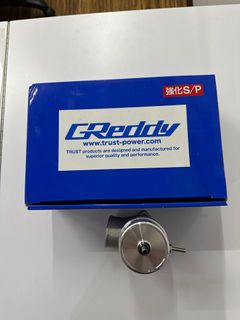 強化S/P
GReddy
www.trust-power.com
TRUST products are designed and manufactured for
superior quality and performance.